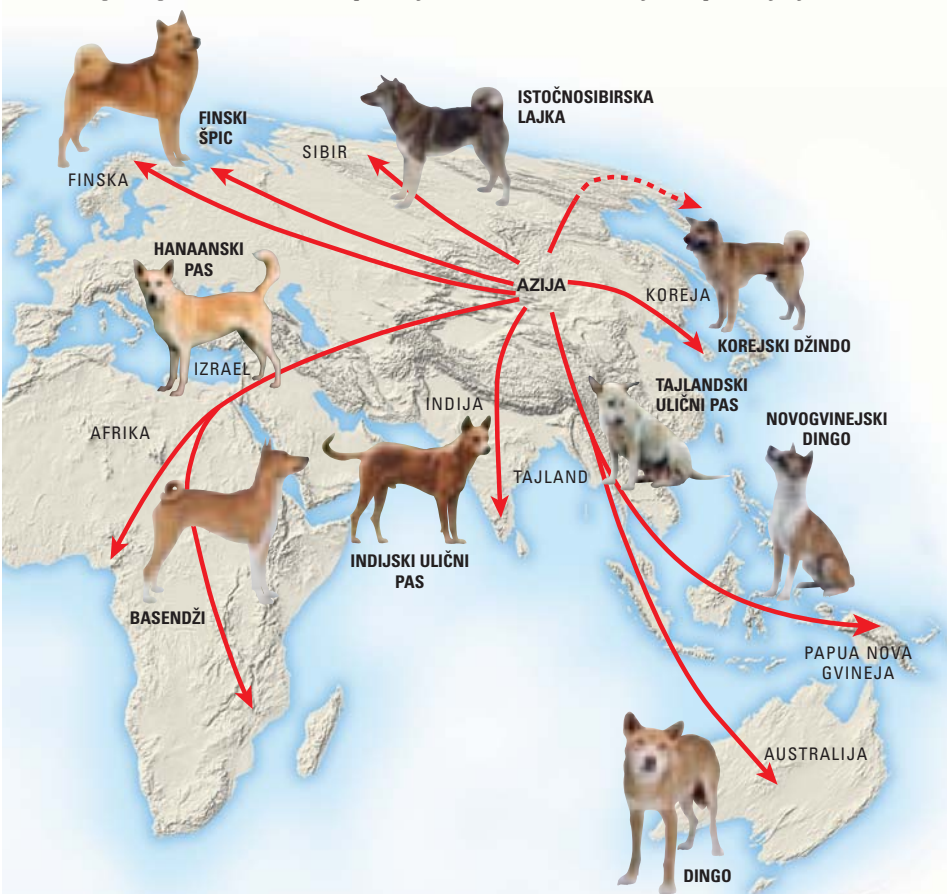 FINSKI
ŠPIC
FINSKA
SIBIR
ISTOČNOSIBIRSKA
LAJKA
HANAANSKI
PAS
IZRAEL
AFRIKA
AZIJA
KOREJA
KOREJSKI DŽINDO
INDIJA
TAJLANDSKI
ULIČNI PAS
TAJLAND
NOVOGVINEJSKI
DINGO
INDIJSKI ULIČNI
PAS
BASENDŽI
PAPUA NOVA
GVINEJA
AUSTRALIJA
DINGO